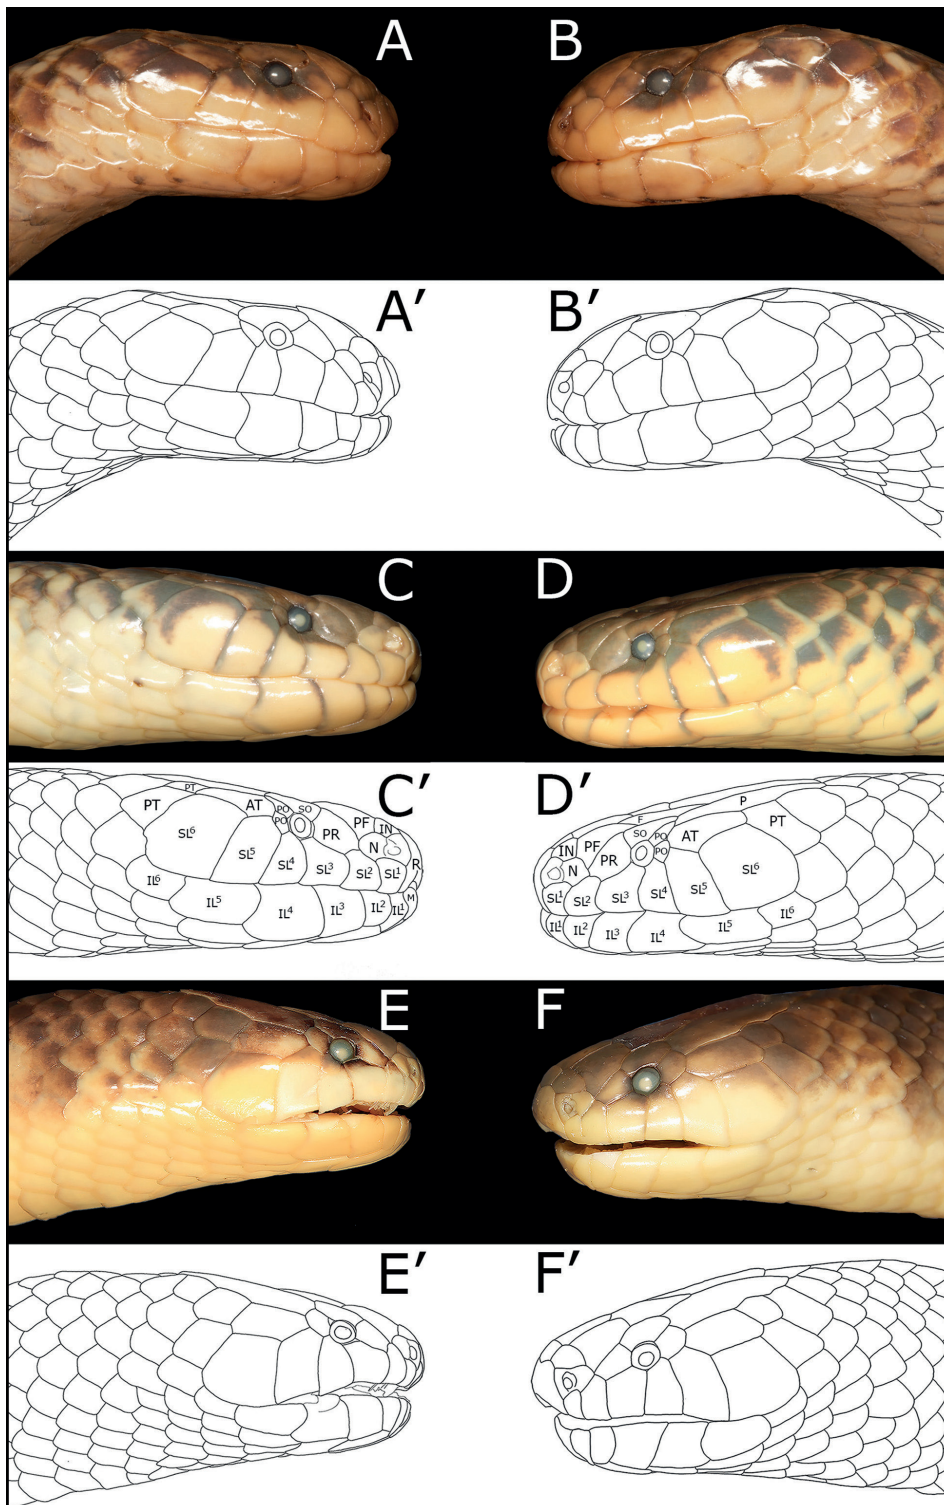 A B
A′ B′
C D
C′ D′
PT PT AT PO SO PF IN
PO PR N
SL⁶ SL⁵ SL⁴ SL³ SL² SL¹ R
IL⁶ IL⁵ IL⁴ IL³ IL² IL¹ M
P
F PT
IN PF SO PO AT
N PR PO
SL¹ SL² SL³ SL⁴ SL⁵ SL⁶
IL¹ IL² IL³ IL⁴ IL⁵ IL⁶
E F
E′ F′